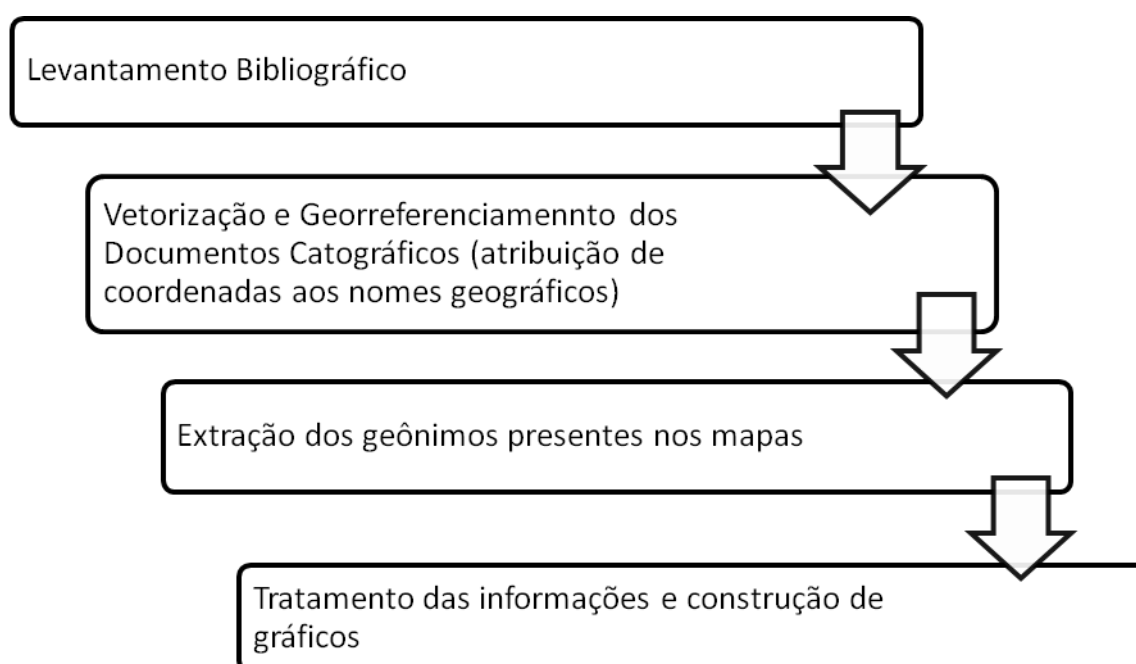 Levantamento Bibliográfico
Vetorização e Georreferenciamennto dos
Documentos Catográficos (atribuição de
coordenadas aos nomes geográficos)
Extração dos geônimos presentes nos mapas
Tratamento das informações e construção de
gráficos